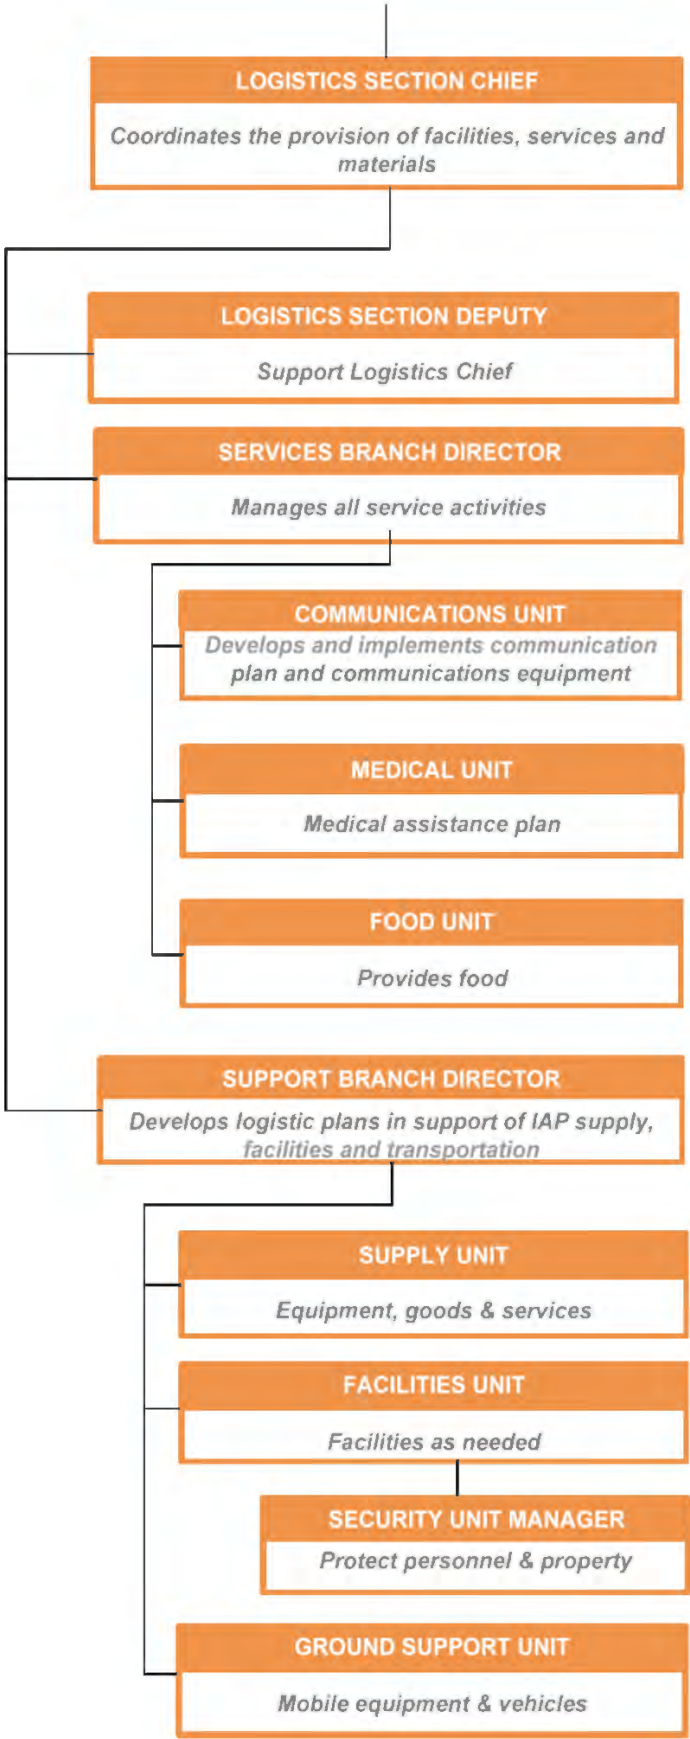 LOGISTICS SECTION CHIEF
Coordinates the provision of facilities, services and
materials
LOGISTICS SECTION DEPUTY
Support Logistics Chief
SERVICES BRANCH DIRECTOR
Manages all service activities
COMMUNICATIONS UNIT
Develops and implements communication
plan and communications equipment
MEDICAL UNIT
Medical assistance plan
FOOD UNIT
Provides food
SUPPORT BRANCH DIRECTOR
Develops logistic plans in support of IAP supply,
facilities and transportation
SUPPLY UNIT
Equipment, goods & services
FACILITIES UNIT
Facilities as needed
SECURITY UNIT MANAGER
Protect personnel & property
GROUND SUPPORT UNIT
Mobile equipment & vehicles